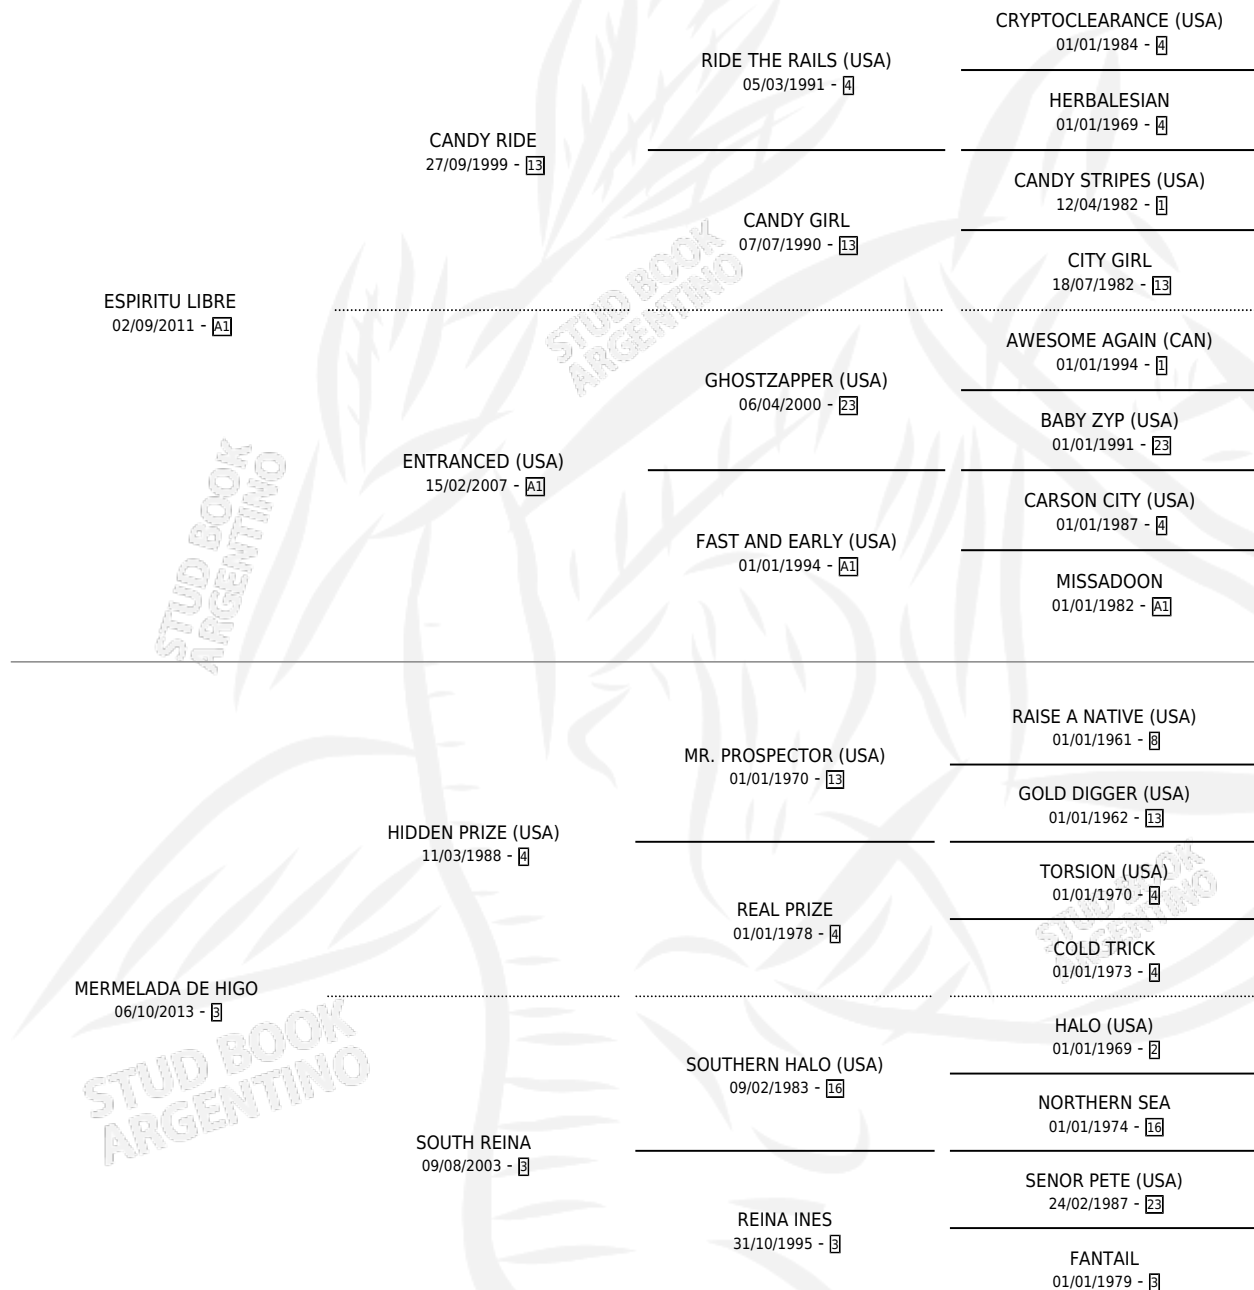 CRYPTOCLEARANCE (USA)
01/01/1984 - 4
RIDE THE RAILS (USA)
05/03/1991 - 4
HERBALESIAN
01/01/1969 - 4
CANDY RIDE
27/09/1999 - 13
CANDY STRIPES (USA)
12/04/1982 - 1
CANDY GIRL
07/07/1990 - 13
CITY GIRL
18/07/1982 - 13
ESPIRITU LIBRE
02/09/2011 - A1
AWESOME AGAIN (CAN)
01/01/1994 - 1
GHOSTZAPPER (USA)
06/04/2000 - 23
BABY ZYP (USA)
01/01/1991 - 23
ENTRANCED (USA)
15/02/2007 - A1
CARSON CITY (USA)
01/01/1987 - 4
FAST AND EARLY (USA)
01/01/1994 - A1
MISSADOON
01/01/1982 - A1
RAISE A NATIVE (USA)
01/01/1961 - 8
MR. PROSPECTOR (USA)
01/01/1970 - 13
GOLD DIGGER (USA)
01/01/1962 - 13
HIDDEN PRIZE (USA)
11/03/1988 - 4
TORSION (USA)
01/01/1970 - 4
REAL PRIZE
01/01/1978 - 4
COLD TRICK
01/01/1973 - 4
MERMELADA DE HIGO
06/10/2013 - 3
HALO (USA)
01/01/1969 - 2
SOUTHERN HALO (USA)
09/02/1983 - 16
NORTHERN SEA
01/01/1974 - 16
SOUTH REINA
09/08/2003 - 3
SENOR PETE (USA)
24/02/1987 - 23
REINA INES
31/10/1995 - 3
FANTAIL
01/01/1979 - 3
STUD BOOK
ARGENTINO
STUD BOOK
ARGENTINO
STUD BOOK
ARGENTINO
STUD BOOK
ARGENTINO